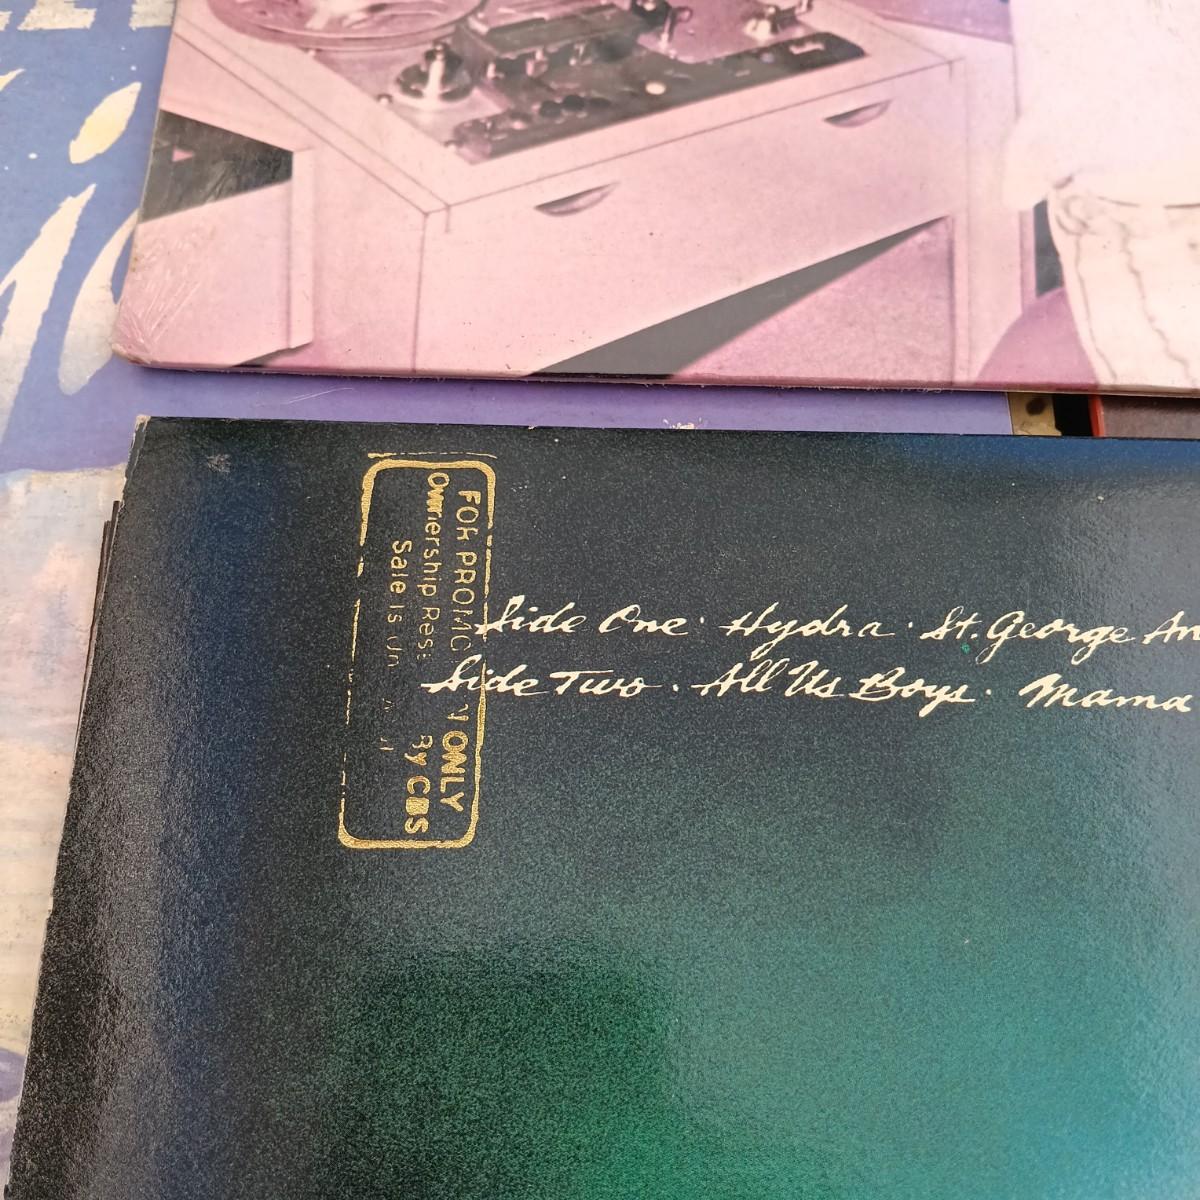 FOR PROMO ONLY
Ownership Res By CBS
Sale is Un
Side One · Hydra · St. George An
Side Two · All Us Boys · Mama